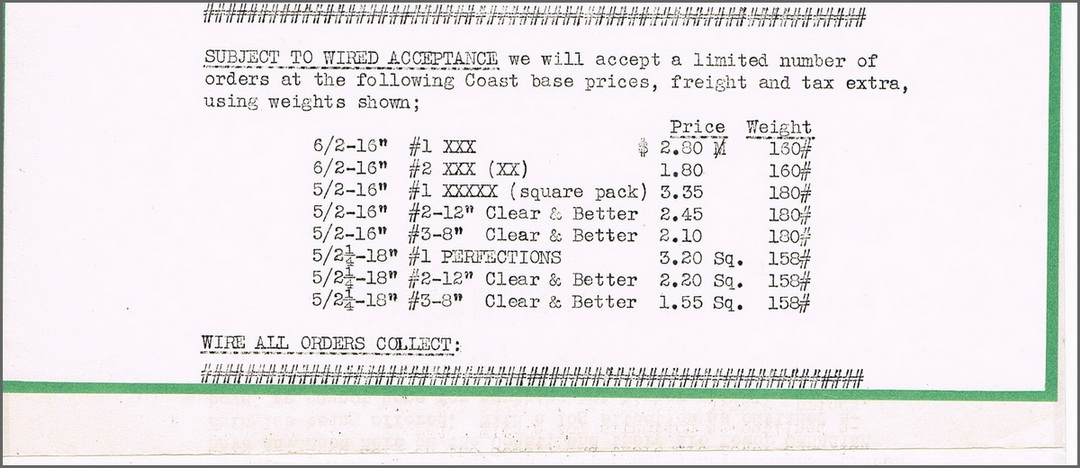 ################################################################
SUBJECT TO WIRED ACCEPTANCE we will accept a limited number of
orders at the following Coast base prices, freight and tax extra,
using weights shown;
Price Weight
6/2-16" #1 XXX $ 2.80 M 160#
6/2-16" #2 XXX (XX) 1.80 160#
5/2-16" #1 XXXXX (square pack) 3.35 180#
5/2-16" #2-12" Clear & Better 2.45 180#
5/2-16" #3-8" Clear & Better 2.10 180#
5/2¼-18" #1 PERFECTIONS 3.20 Sq. 158#
5/2¼-18" #2-12" Clear & Better 2.20 Sq. 158#
5/2¼-18" #3-8" Clear & Better 1.55 Sq. 158#
WIRE ALL ORDERS COLLECT:
################################################################